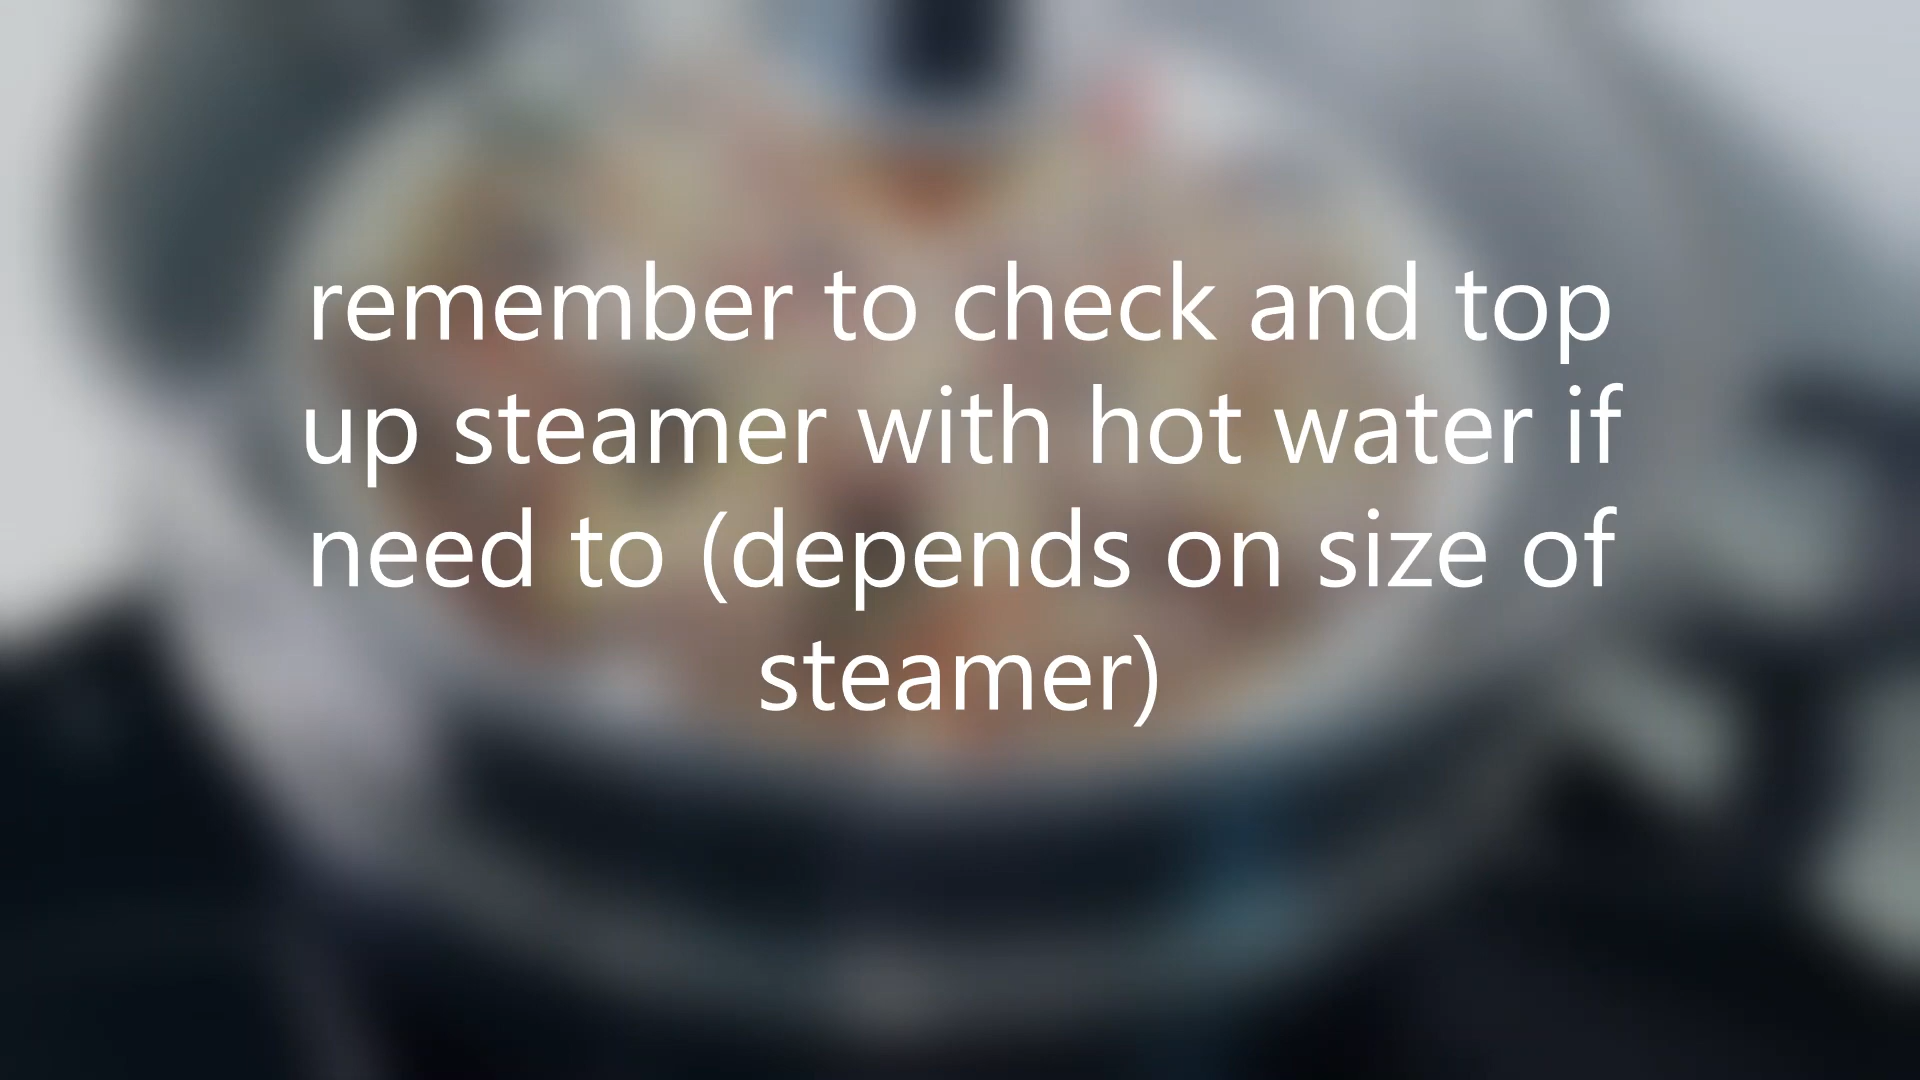 remember to check and top
up steamer with hot water if
need to (depends on size of
steamer)